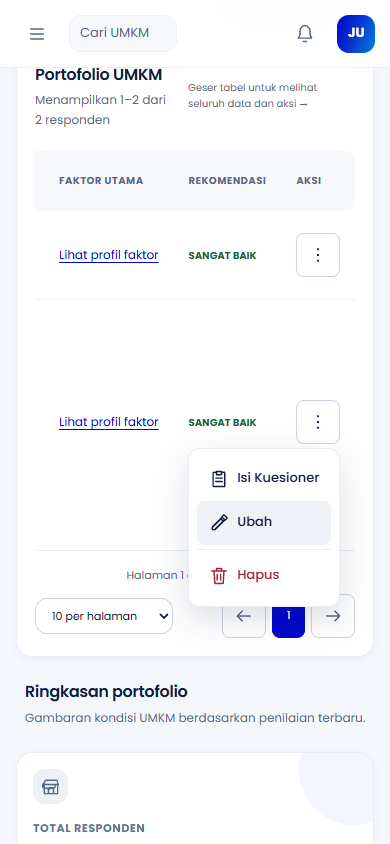 Cari UMKM
JU
Portofolio UMKM
Menampilkan 1–2 dari
2 responden
Geser tabel untuk melihat
seluruh data dan aksi →
FAKTOR UTAMA REKOMENDASI AKSI
Lihat profil faktor SANGAT BAIK
Lihat profil faktor SANGAT BAIK
Isi Kuesioner
Ubah
Hapus
Halaman 1
10 per halaman
← 1 →
Ringkasan portofolio
Gambaran kondisi UMKM berdasarkan penilaian terbaru.
TOTAL RESPONDEN